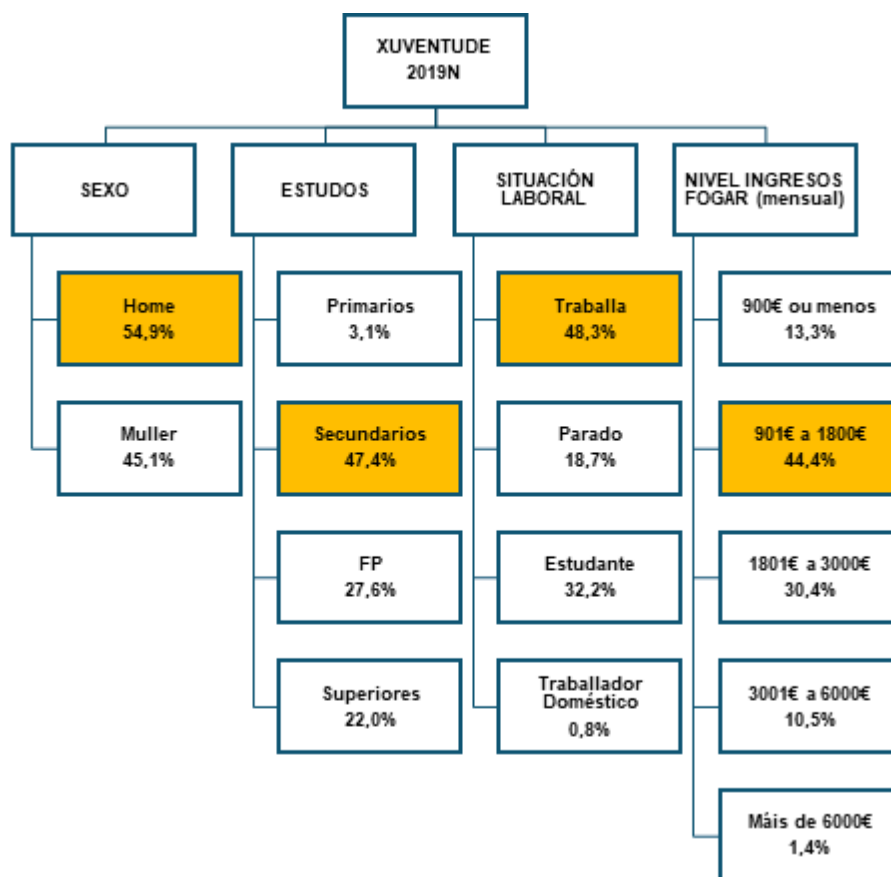 XUVENTUDE
2019N
SEXO
ESTUDOS
SITUACIÓN
LABORAL
NIVEL INGRESOS
FOGAR (mensual)
Home
54,9%
Primarios
3,1%
Traballa
48,3%
900€ ou menos
13,3%
Muller
45,1%
Secundarios
47,4%
Parado
18,7%
901€ a 1800€
44,4%
FP
27,6%
Estudante
32,2%
1801€ a 3000€
30,4%
Superiores
22,0%
Traballador
Doméstico
0,8%
3001€ a 6000€
10,5%
Máis de 6000€
1,4%